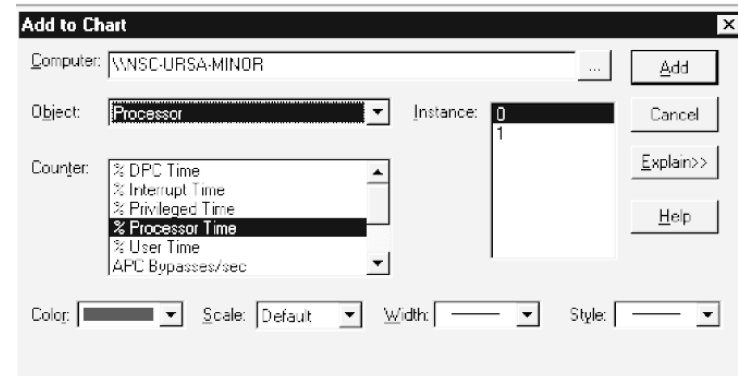 Add to Chart
Computer: \\NSC-URSA-MINOR ... Add
Object: Processor Instance: 0 Cancel
1
Counter: % DPC Time Explain>>
% Interrupt Time
% Privileged Time
% Processor Time Help
% User Time
APC Bypasses/sec
Color: Scale: Default Width: Style: